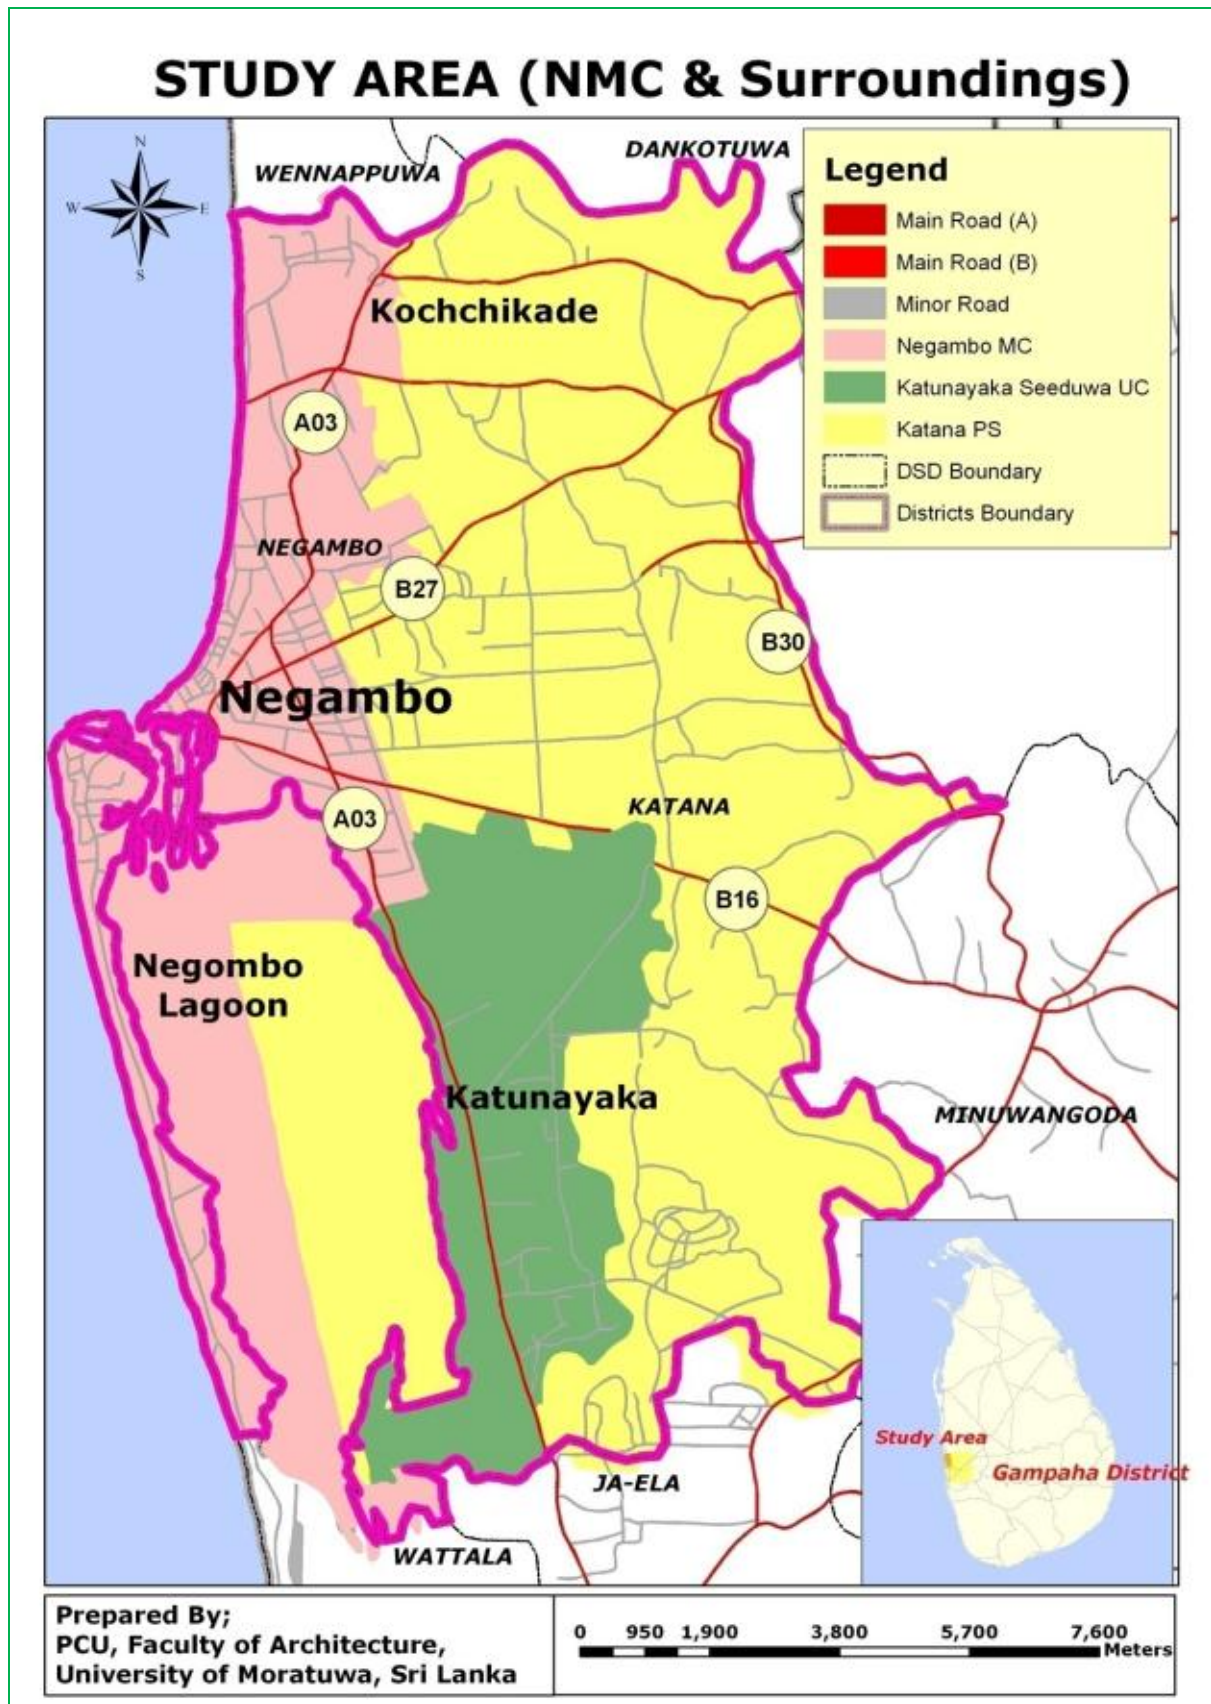 STUDY AREA (NMC & Surroundings)
N
W
E
S
WENNAPPUWA
DANKOTUWA
Legend
Main Road (A)
Main Road (B)
Minor Road
Negambo MC
Katunayaka Seeduwa UC
Katana PS
DSD Boundary
Districts Boundary
Kochchikade
A03
NEGAMBO
B27
B30
Negambo
KATANA
A03
B16
Negombo
Lagoon
Katunayaka
MINUWANGODA
Study Area
Gampaha District
JA-ELA
WATTALA
Prepared By;
PCU, Faculty of Architecture,
University of Moratuwa, Sri Lanka
0 950 1,900 3,800 5,700 7,600
Meters